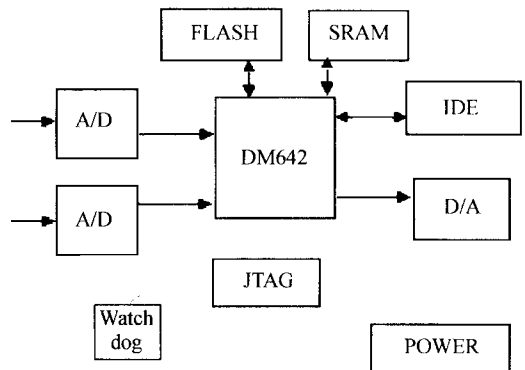 FLASH
SRAM
A/D
IDE
DM642
A/D
D/A
JTAG
Watch
dog
POWER